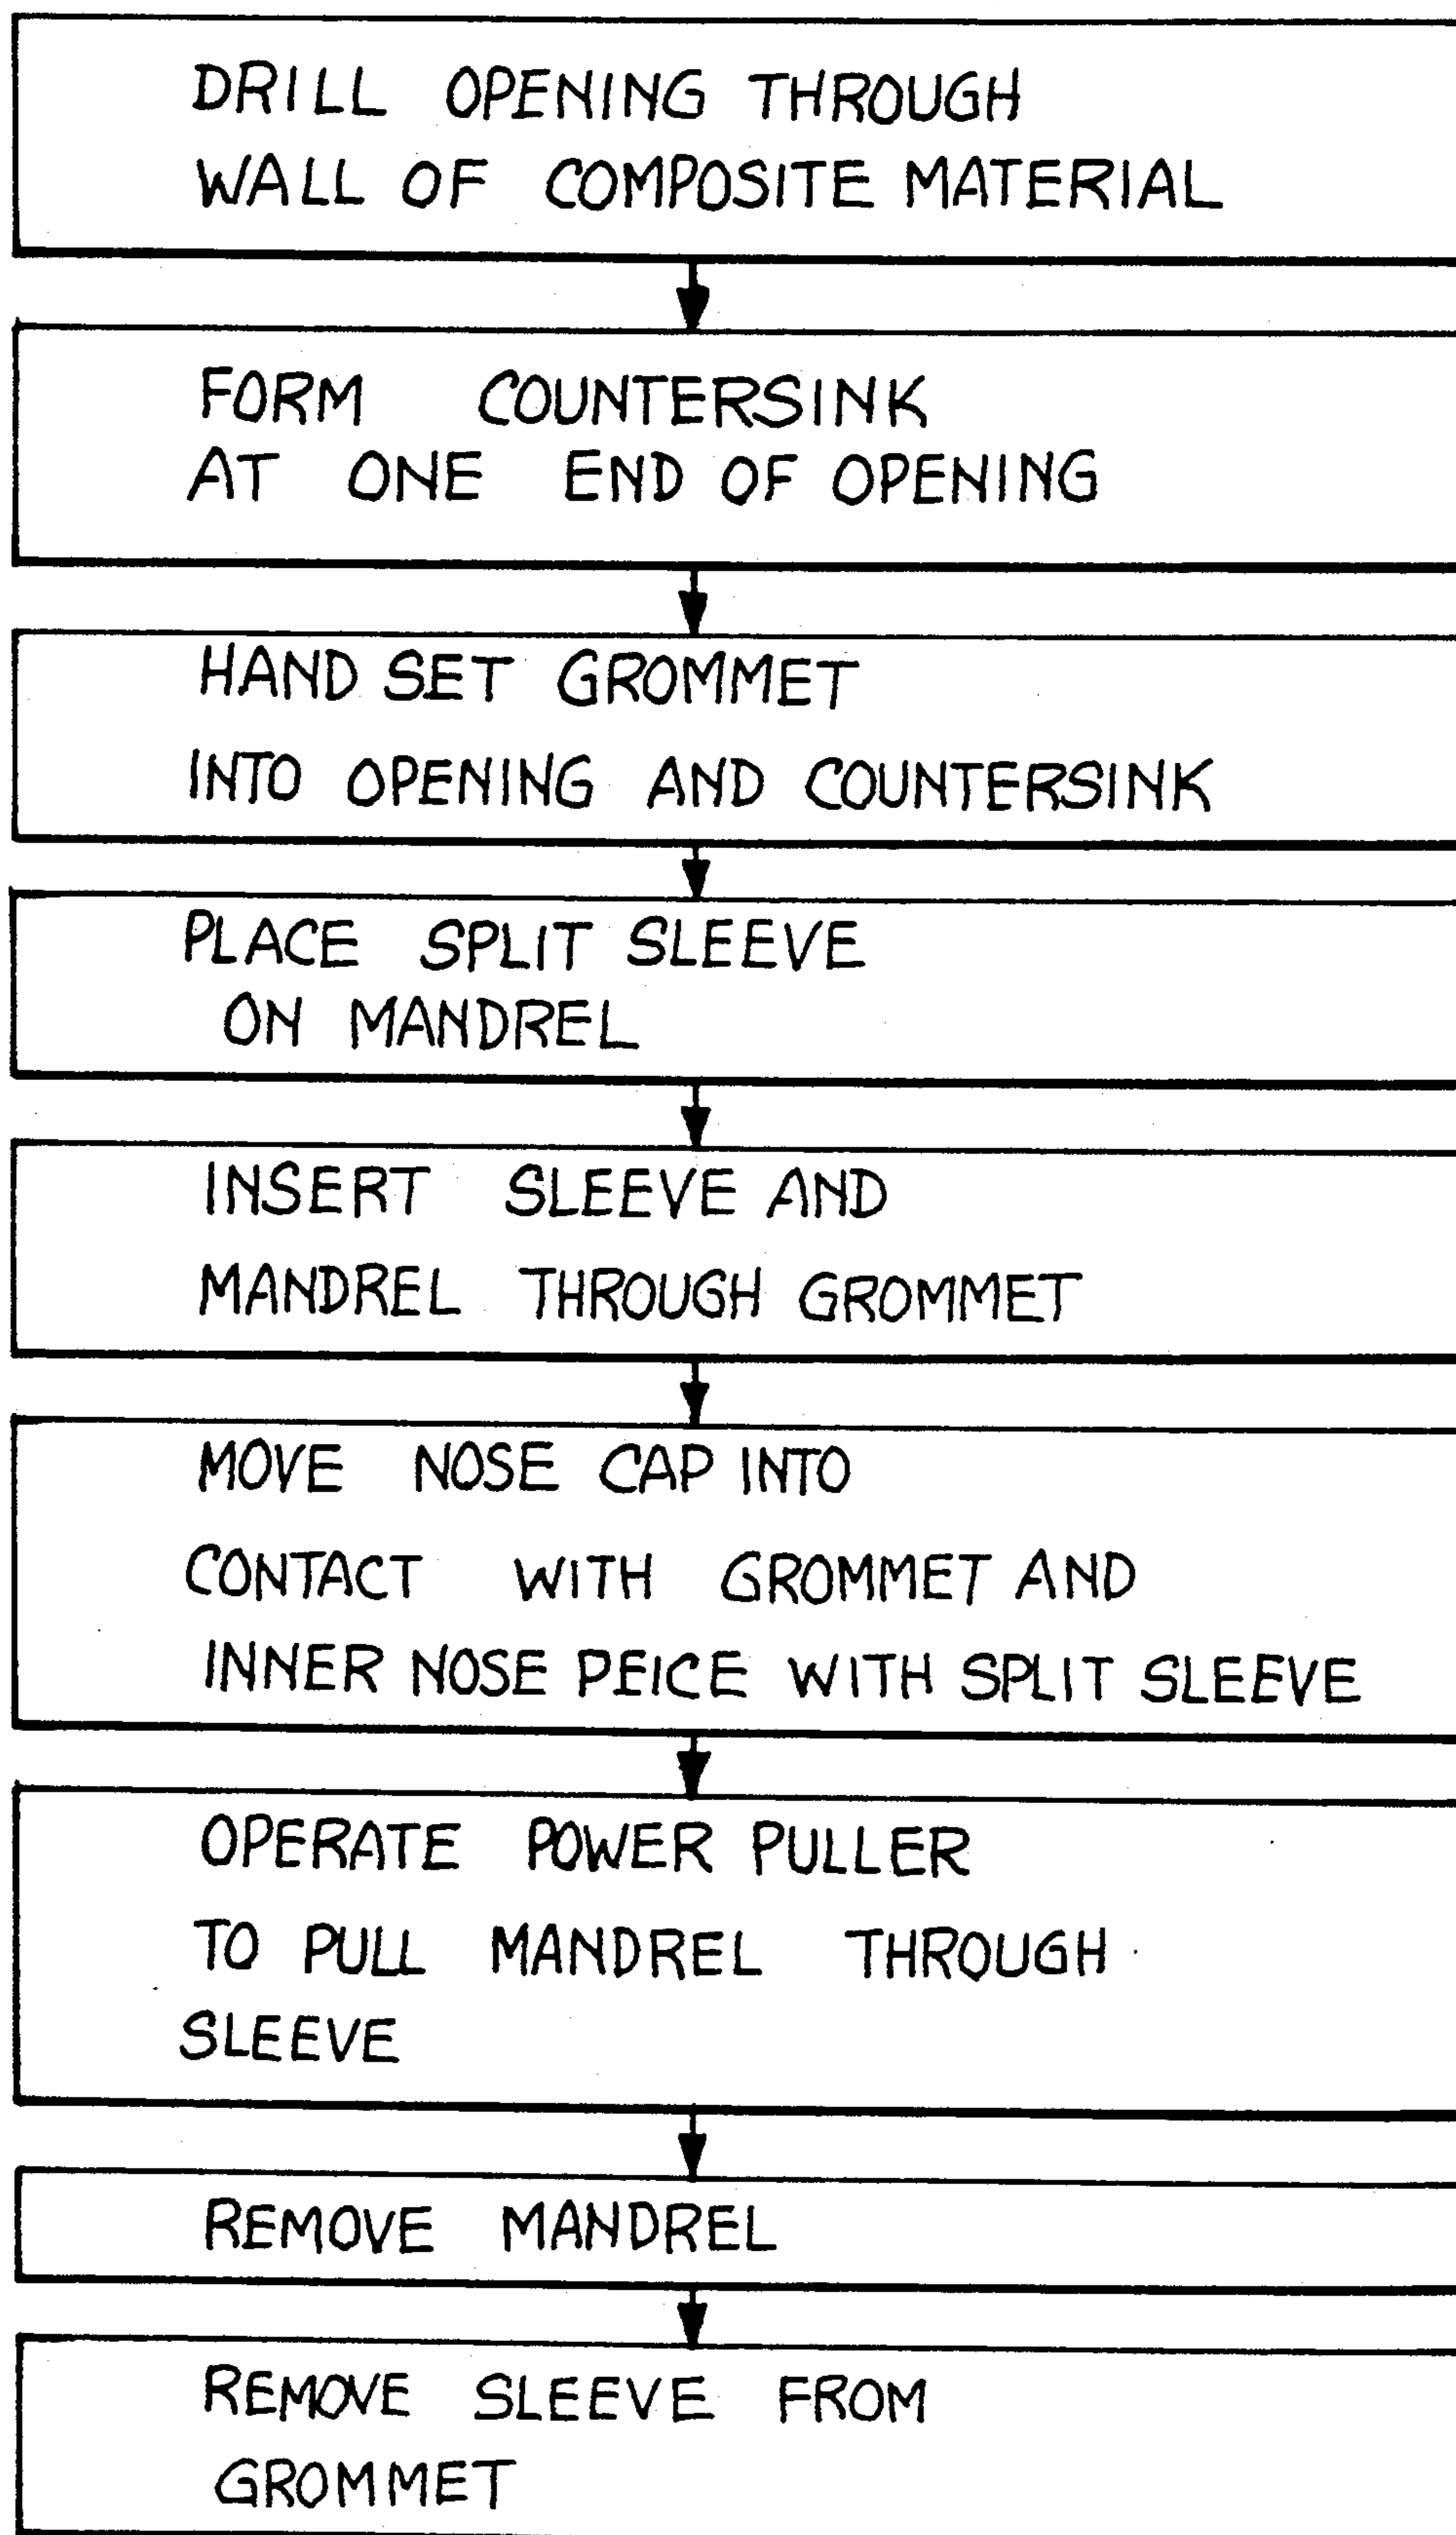 DRILL OPENING THROUGH
WALL OF COMPOSITE MATERIAL
FORM COUNTERSINK
AT ONE END OF OPENING
HAND SET GROMMET
INTO OPENING AND COUNTERSINK
PLACE SPLIT SLEEVE
ON MANDREL
INSERT SLEEVE AND
MANDREL THROUGH GROMMET
MOVE NOSE CAP INTO
CONTACT WITH GROMMET AND
INNER NOSE PEICE WITH SPLIT SLEEVE
OPERATE POWER PULLER
TO PULL MANDREL THROUGH
SLEEVE
REMOVE MANDREL
REMOVE SLEEVE FROM
GROMMET